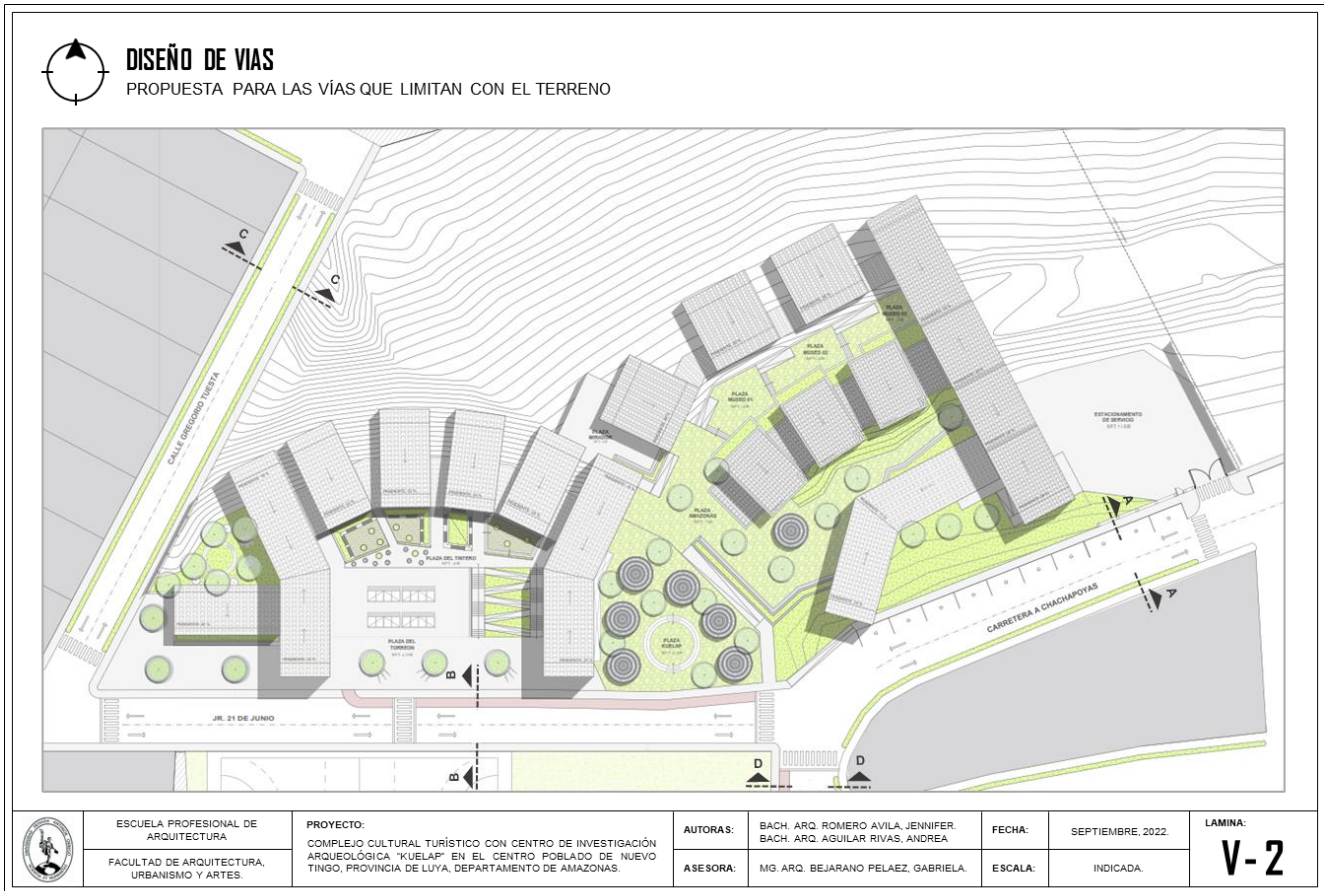 DISEÑO DE VIAS
PROPUESTA PARA LAS VÍAS QUE LIMITAN CON EL TERRENO
C
C
CALLE GREGORIO TUESTA
PLAZA
MUSEO 03
PLAZA
MUSEO 02
PLAZA
MUSEO 01
PLAZA
MIRADOR
ESTACIONAMIENTO
DE SERVICIO
PLAZA
AMAZONAS
PLAZA DEL TINTERO
PLAZA DEL
TORREON
PLAZA
KUELAP
A
A
CARRETERA A CHACHAPOYAS
B
B
JR. 21 DE JUNIO
D
D
ESCUELA PROFESIONAL DE
ARQUITECTURA
FACULTAD DE ARQUITECTURA,
URBANISMO Y ARTES.
PROYECTO:
COMPLEJO CULTURAL TURÍSTICO CON CENTRO DE INVESTIGACIÓN
ARQUEOLÓGICA "KUELAP" EN EL CENTRO POBLADO DE NUEVO
TINGO, PROVINCIA DE LUYA, DEPARTAMENTO DE AMAZONAS.
AUTORAS:
BACH. ARQ. ROMERO AVILA, JENNIFER.
BACH. ARQ. AGUILAR RIVAS, ANDREA
ASESORA:
MG. ARQ. BEJARANO PELAEZ, GABRIELA.
FECHA:
SEPTIEMBRE, 2022.
ESCALA:
INDICADA.
LAMINA:
V-2